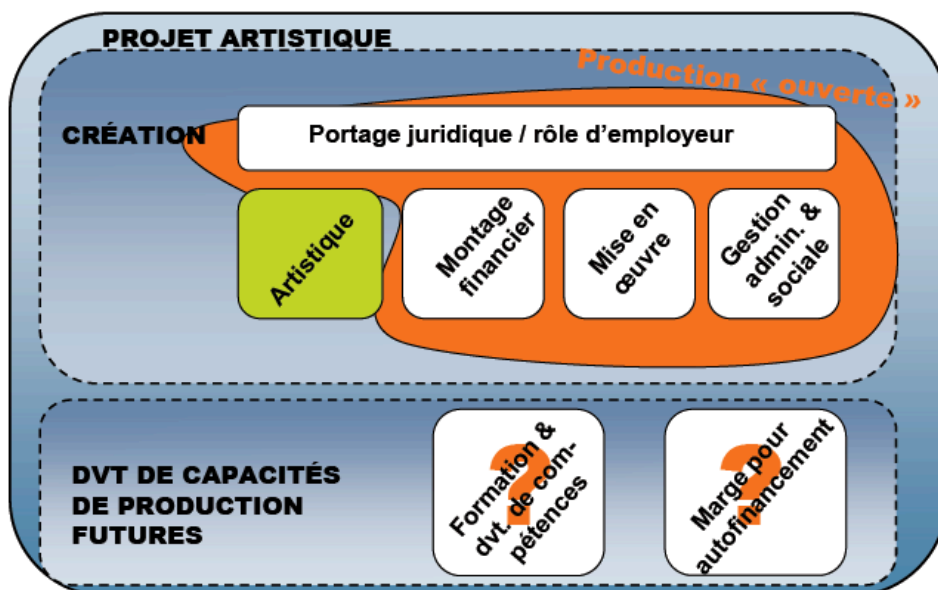 PROJET ARTISTIQUE
Production « ouverte »
CRÉATION
Portage juridique / rôle d’employeur
Artistique
Montage
financier
Mise en
œuvre
Gestion
admin. &
sociale
DVT DE CAPACITÉS
DE PRODUCTION
FUTURES
?
Formation &
dvt. de com-
pétences
?
Marge pour
autofinancement